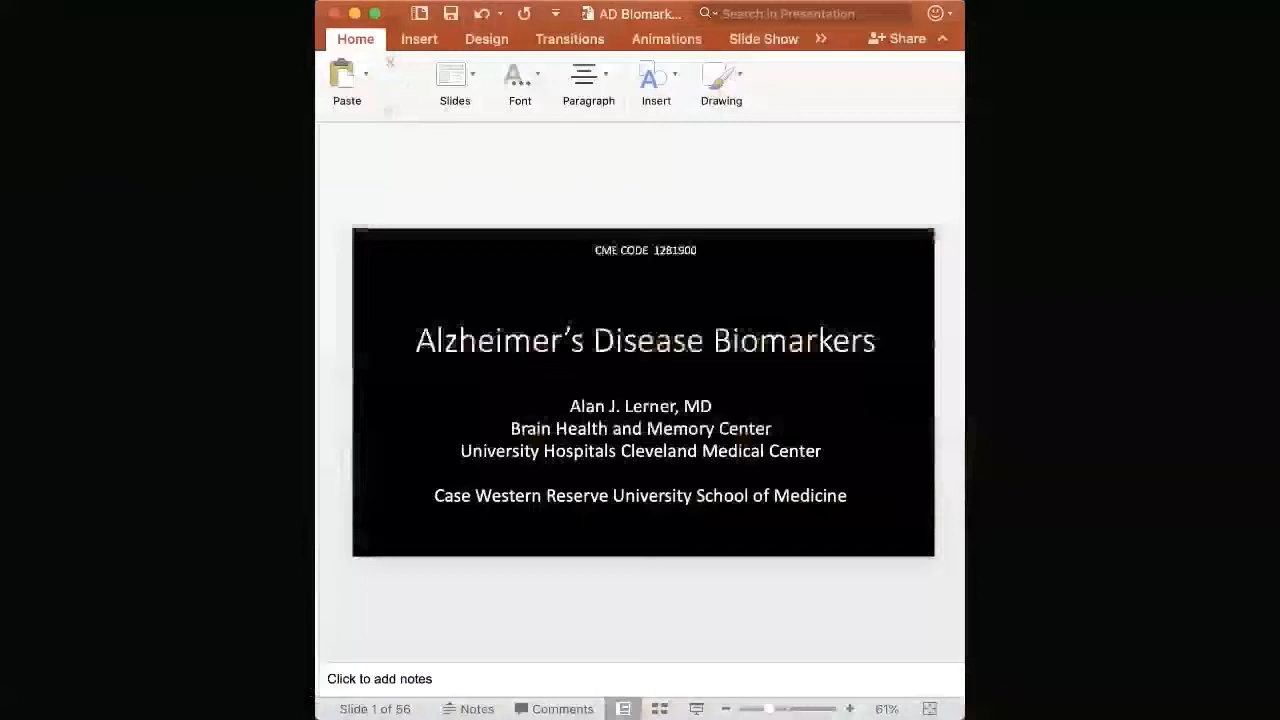 AD Biomark...
Search in Presentation
Home
Insert
Design
Transitions
Animations
Slide Show
Share
Paste
Slides
Font
Paragraph
Insert
Drawing
CME CODE 1281900
Alzheimer's Disease Biomarkers
Alan J. Lerner, MD
Brain Health and Memory Center
University Hospitals Cleveland Medical Center
Case Western Reserve University School of Medicine
Click to add notes
Slide 1 of 56
Notes
Comments
61%